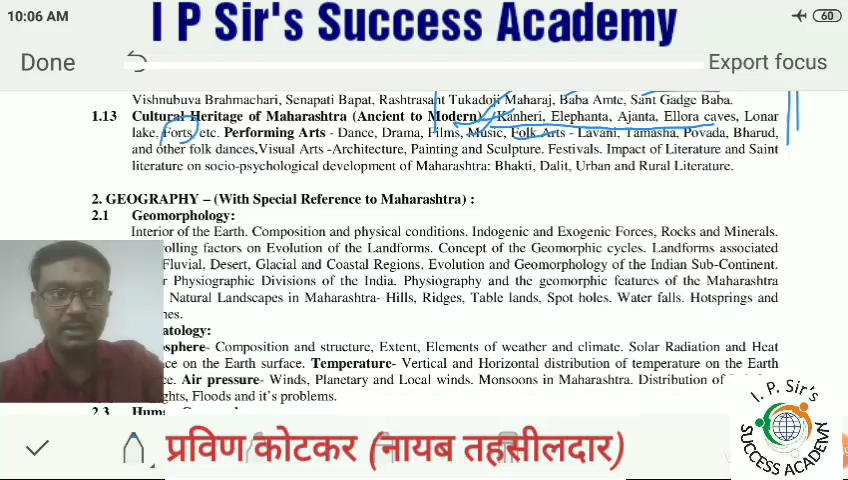 10:06 AM
I P Sir's Success Academy
60
Done
Export focus
Vishnubuva Brahmachari, Senapati Bapat, Rashtrasant Tukadoji Maharaj, Baba Amte, Sant Gadge Baba.
1.13 Cultural Heritage of Maharashtra (Ancient to Modern) Kanheri, Elephanta, Ajanta, Ellora caves, Lonar
lake. Forts etc. Performing Arts - Dance, Drama, Films, Music, Folk Arts - Lavani, Tamasha, Povada, Bharud,
and other folk dances,Visual Arts -Architecture, Painting and Sculpture. Festivals. Impact of Literature and Saint
literature on socio-psychological development of Maharashtra: Bhakti, Dalit, Urban and Rural Literature.
2. GEOGRAPHY – (With Special Reference to Maharashtra) :
2.1 Geomorphology:
Interior of the Earth. Composition and physical conditions. Indogenic and Exogenic Forces, Rocks and Minerals.
rolling factors on Evolution of the Landforms. Concept of the Geomorphic cycles. Landforms associated
Fluvial, Desert, Glacial and Coastal Regions. Evolution and Geomorphology of the Indian Sub-Continent.
r Physiographic Divisions of the India. Physiography and the geomorphic features of the Maharashtra
Natural Landscapes in Maharashtra- Hills, Ridges, Table lands, Spot holes. Water falls. Hotsprings and
nes.
atology:
osphere- Composition and structure, Extent, Elements of weather and climate. Solar Radiation and Heat
ce on the Earth surface. Temperature- Vertical and Horizontal distribution of temperature on the Earth
ce. Air pressure- Winds, Planetary and Local winds. Monsoons in Maharashtra. Distribution of
ghts, Floods and it's problems.
2.3
प्रविण कोटकर (नायब तहसीलदार)
I. P. Sir's
SUCCESS ACADEMY